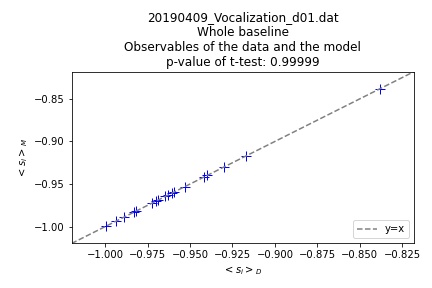 20190409_Vocalization_d01.dat
Whole baseline
Observables of the data and the model
p-value of t-test: 0.99999
< s_i >_M
−0.85
−0.90
−0.95
−1.00
y=x
−1.000 −0.975 −0.950 −0.925 −0.900 −0.875 −0.850 −0.825
< s_i >_D